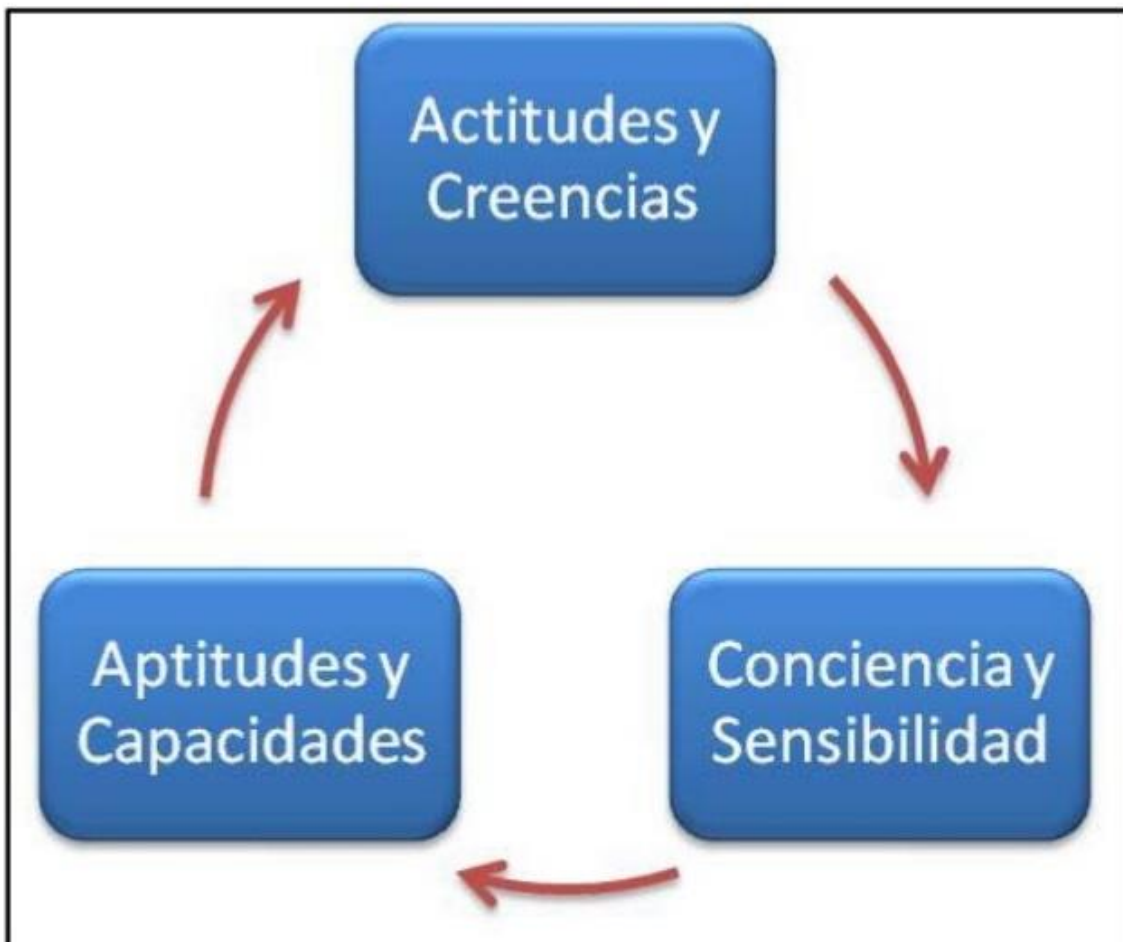 Actitudes y
Creencias
Conciencia y
Sensibilidad
Aptitudes y
Capacidades